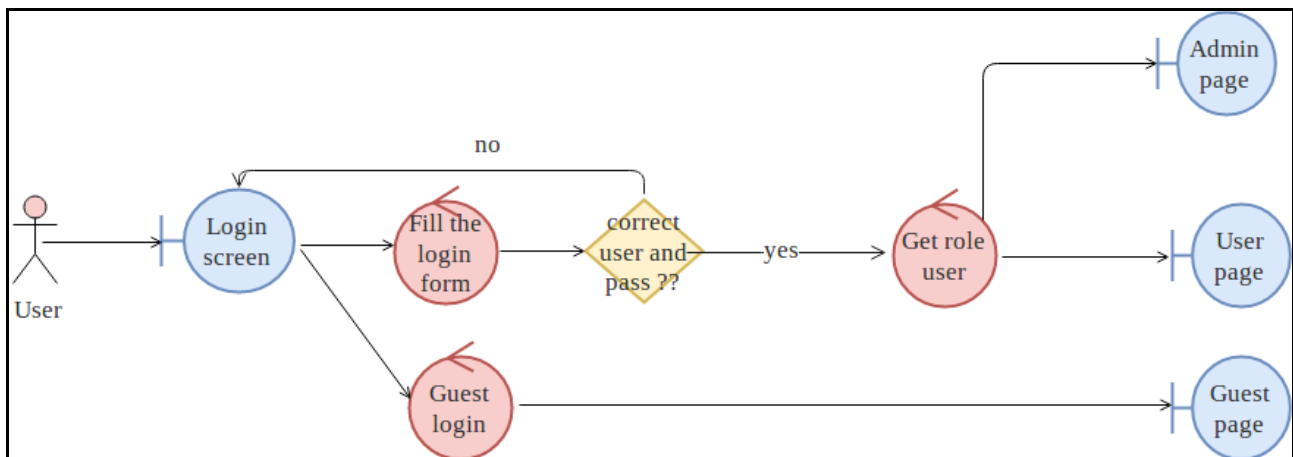 Admin
page
no
Login
screen
Fill the
login
form
correct
user and
pass ??
yes
Get role
user
User
page
User
Guest
login
Guest
page